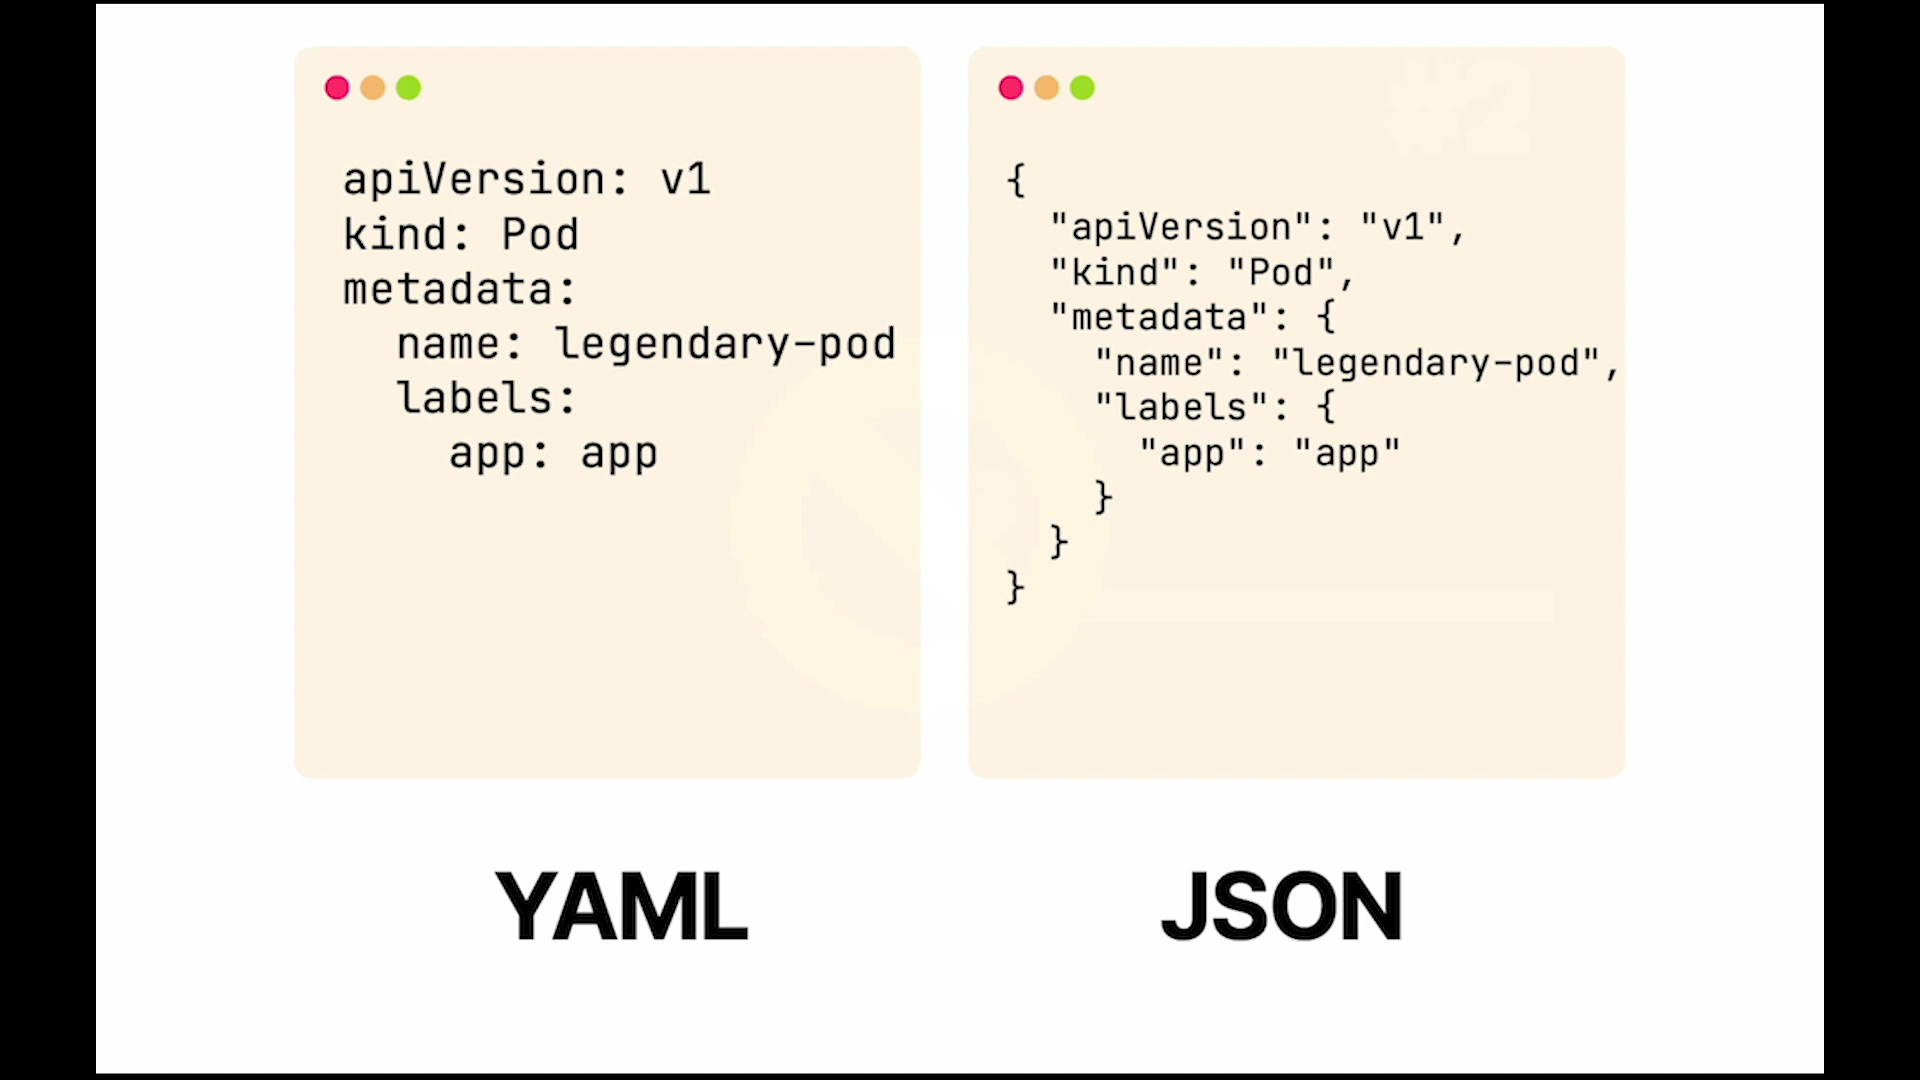 apiVersion: v1
kind: Pod
metadata:
  name: legendary-pod
  labels:
    app: app
{
  "apiVersion": "v1",
  "kind": "Pod",
  "metadata": {
    "name": "legendary-pod",
    "labels": {
      "app": "app"
    }
  }
}
YAML
JSON